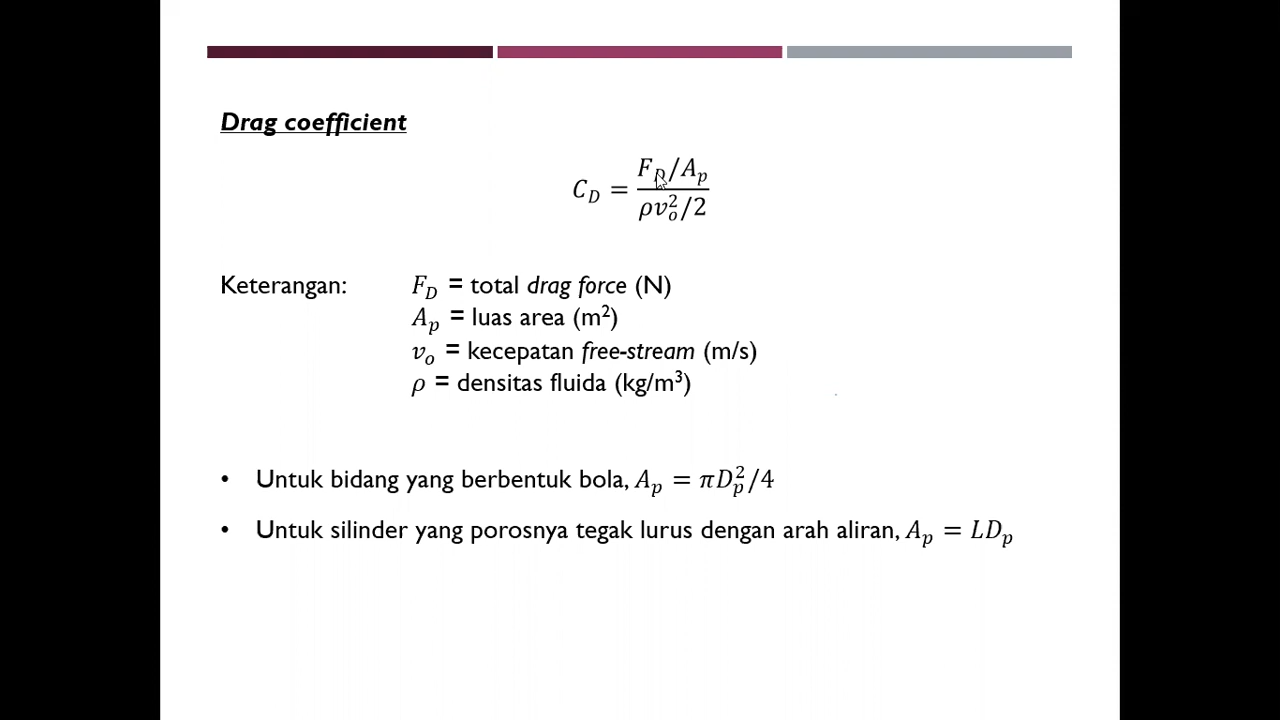 Drag coefficient
C_D = (F_D/A_p) / (ρv_o^2/2)
Keterangan: F_D = total drag force (N)
A_p = luas area (m²)
v_o = kecepatan free-stream (m/s)
ρ = densitas fluida (kg/m³)
• Untuk bidang yang berbentuk bola, A_p = πD_p^2/4
• Untuk silinder yang porosnya tegak lurus dengan arah aliran, A_p = LD_p